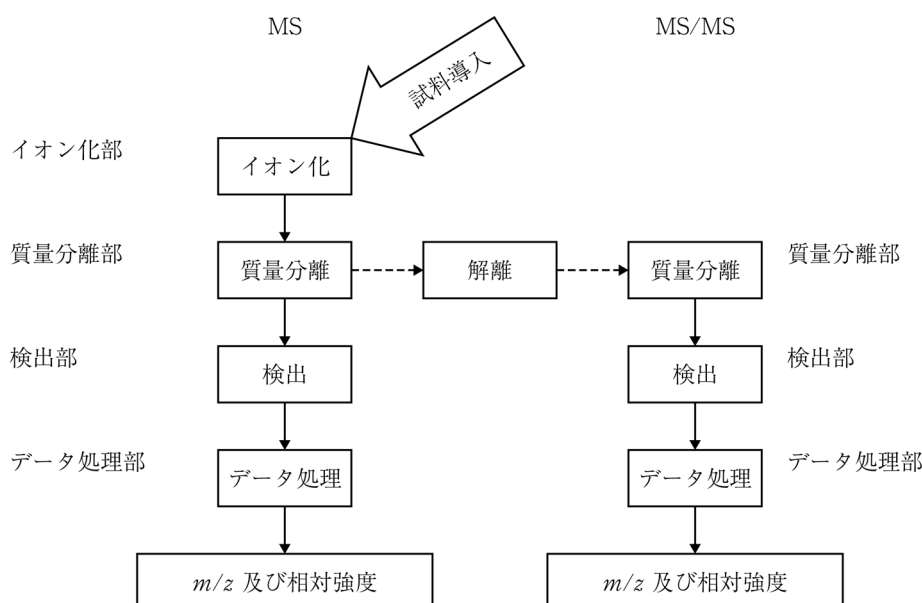 MS
MS/MS
試料導入
イオン化部
イオン化
質量分離部
質量分離
解離
質量分離
質量分離部
検出部
検出
検出
検出部
データ処理部
データ処理
データ処理
データ処理部
m/z 及び相対強度
m/z 及び相対強度